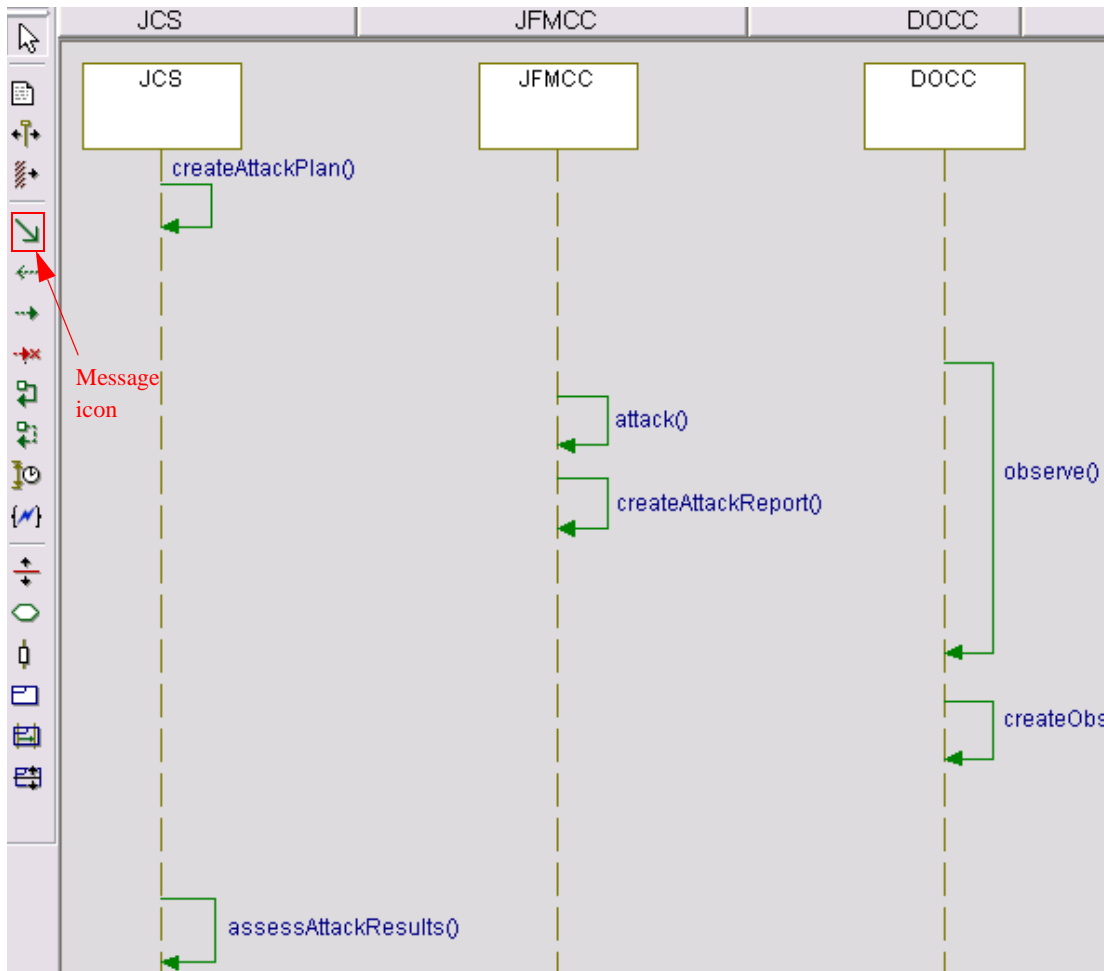 JCS JFMCC DOCC
JCS JFMCC DOCC
createAttackPlan()
Message
icon
attack()
observe()
createAttackReport()
createObs
assessAttackResults()